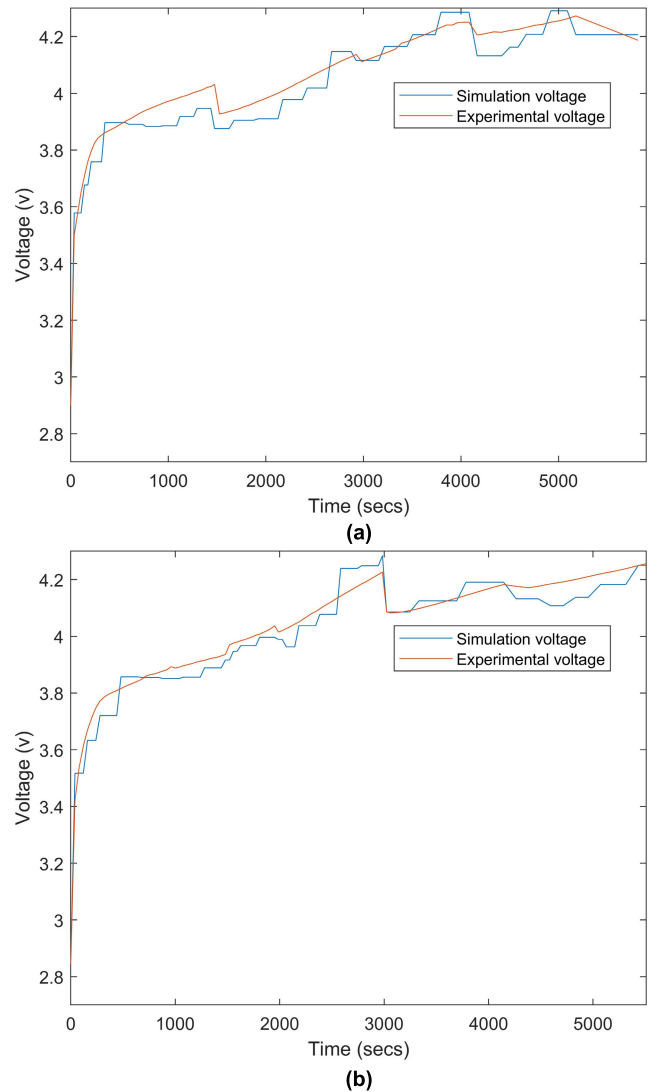 4.2
4
3.8
3.6
3.4
3.2
3
2.8
Voltage (v)
Simulation voltage
Experimental voltage
0 1000 2000 3000 4000 5000
Time (secs)
(a)
4.2
4
3.8
3.6
3.4
3.2
3
2.8
Voltage (v)
Simulation voltage
Experimental voltage
0 1000 2000 3000 4000 5000
Time (secs)
(b)